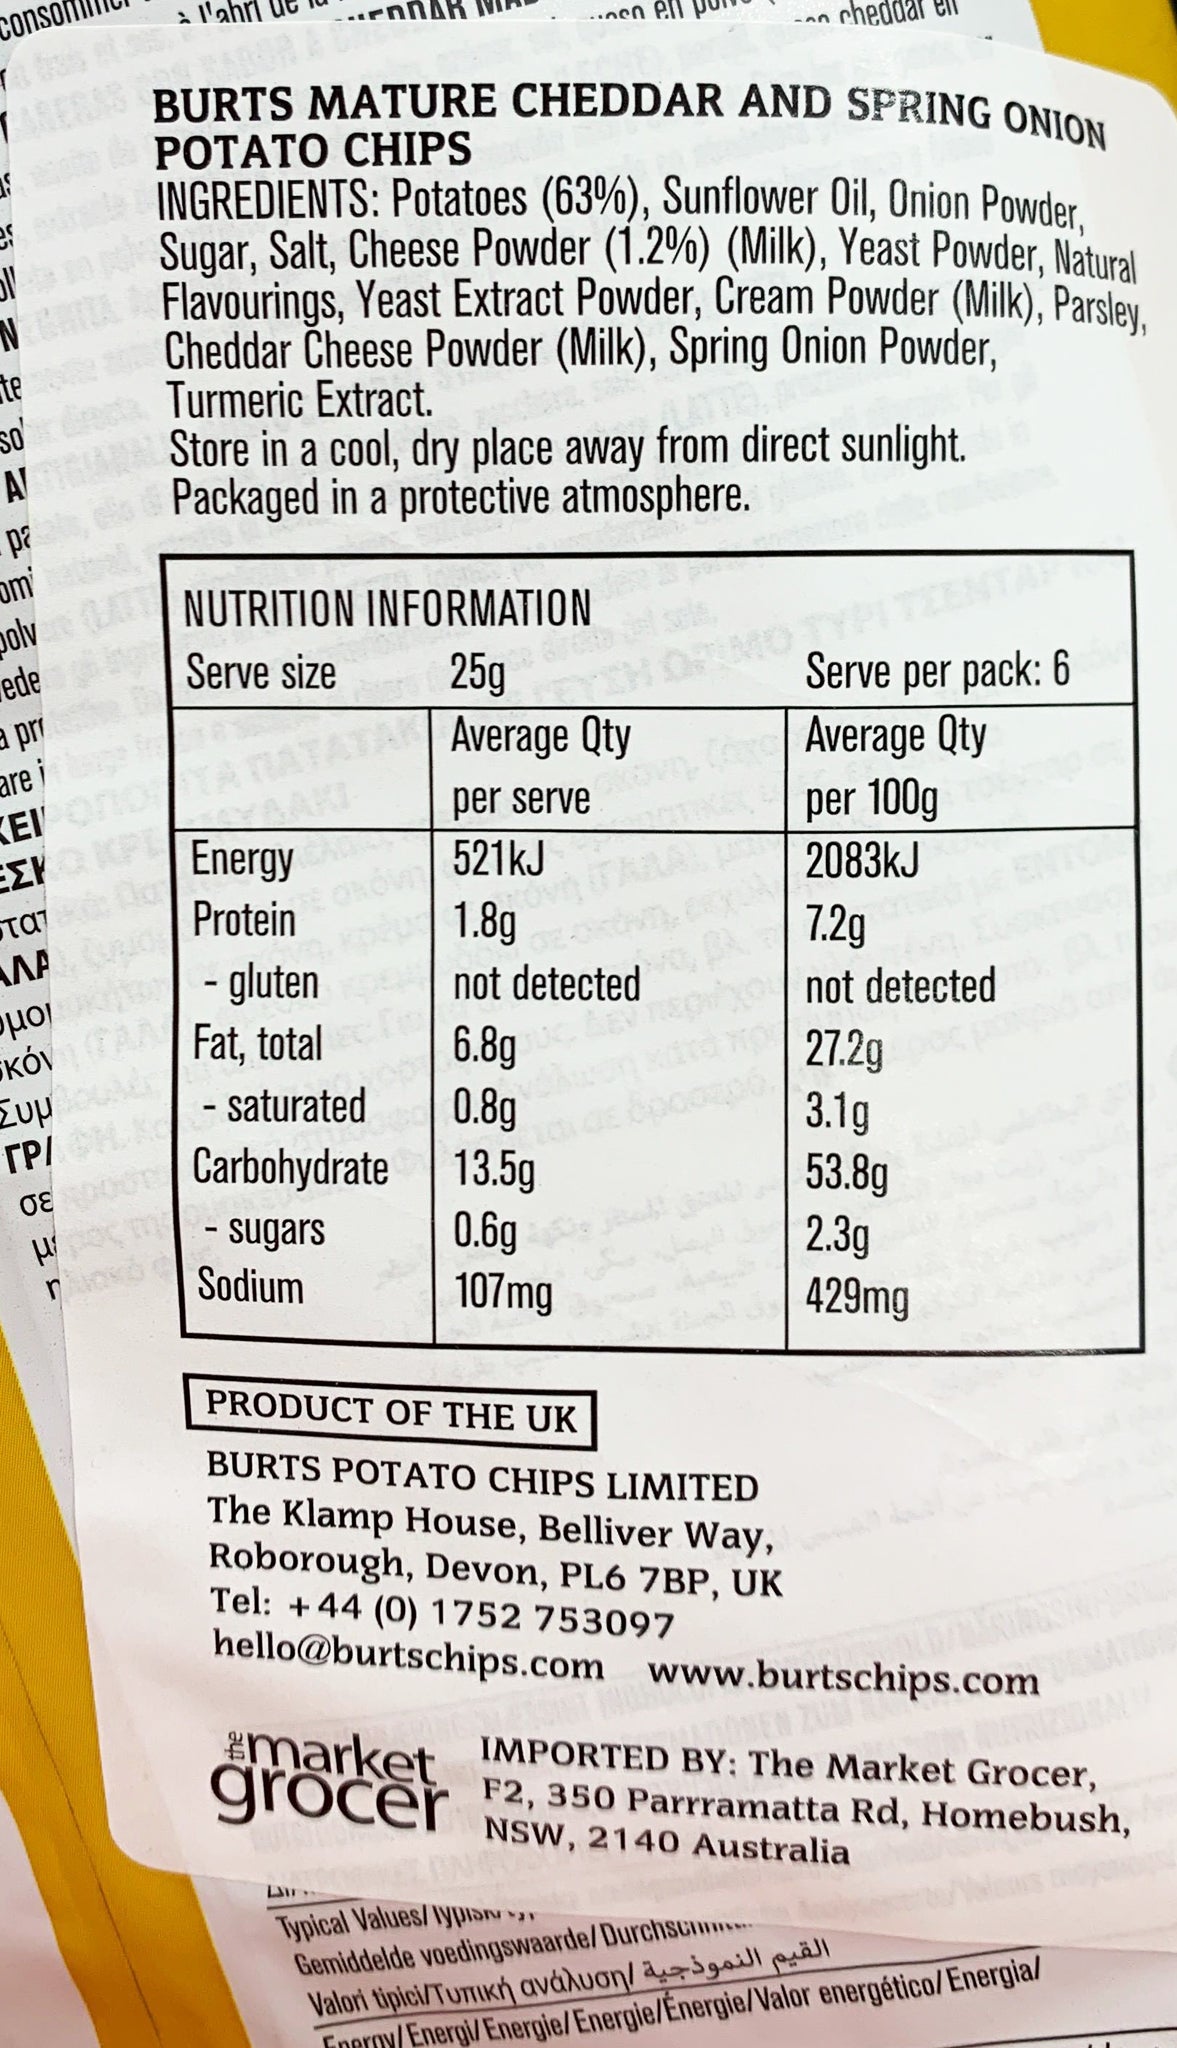 BURTS MATURE CHEDDAR AND SPRING ONION
POTATO CHIPS
INGREDIENTS: Potatoes (63%), Sunflower Oil, Onion Powder,
Sugar, Salt, Cheese Powder (1.2%) (Milk), Yeast Powder, Natural
Flavourings, Yeast Extract Powder, Cream Powder (Milk), Parsley,
Cheddar Cheese Powder (Milk), Spring Onion Powder,
Turmeric Extract.
Store in a cool, dry place away from direct sunlight.
Packaged in a protective atmosphere.
NUTRITION INFORMATION
Serve size 25g Serve per pack: 6
Average Qty per serve Average Qty per 100g
Energy 521kJ 2083kJ
Protein 1.8g 7.2g
- gluten not detected not detected
Fat, total 6.8g 27.2g
- saturated 0.8g 3.1g
Carbohydrate 13.5g 53.8g
- sugars 0.6g 2.3g
Sodium 107mg 429mg
PRODUCT OF THE UK
BURTS POTATO CHIPS LIMITED
The Klamp House, Belliver Way,
Roborough, Devon, PL6 7BP, UK
Tel: +44 (0) 1752 753097
hello@burtschips.com www.burtschips.com
the market grocer
IMPORTED BY: The Market Grocer,
F2, 350 Parrramatta Rd, Homebush,
NSW, 2140 Australia
Typical Values/
Gemiddelde voedingswaarde/
Valori tipici/Τυπική ανάλυση/ القيم النموذجية
Energy/Energi/Energie/Energie/Énergie/Valor energético/Energia/